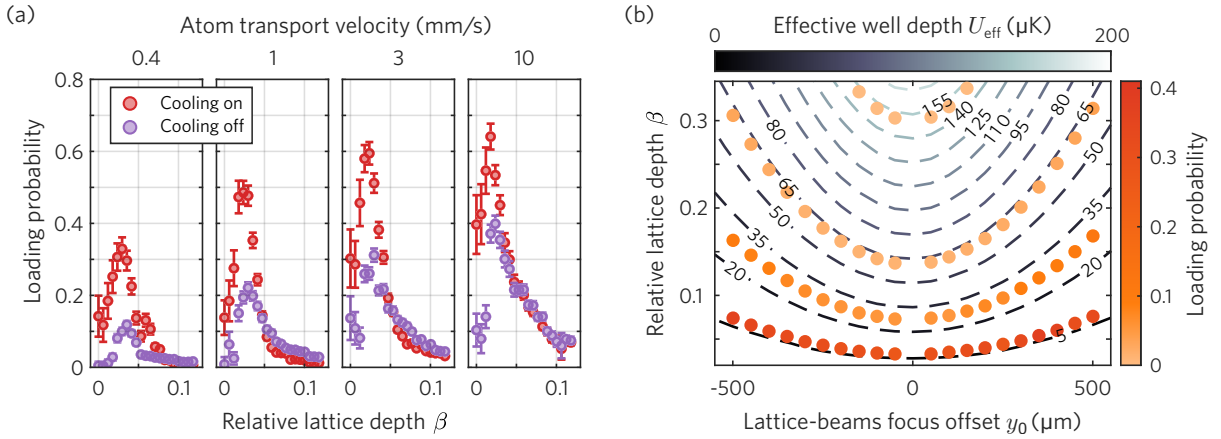 (a)
Atom transport velocity (mm/s)
0.4 1 3 10
Loading probability
0.8
0.6
0.4
0.2
0
Cooling on
Cooling off
0 0.1 0 0.1 0 0.1 0 0.1
Relative lattice depth β
(b)
Effective well depth U_eff (μK)
0 200
Relative lattice depth β
0.3
0.2
0.1
155
140
125
110
95
80
65
50
35
20
5
80
65
50
35
20
-500 0 500
Lattice-beams focus offset y₀ (μm)
0.4
0.3
0.2
0.1
0
Loading probability